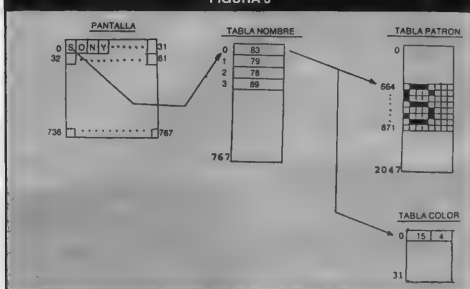 FIGURA
PANTALLA TABLA NOMBRE TABLA PATRON
0 S O N Y 31 0 83 0
32 61 1 79
2 78
3 89 664
671
736 767
767
2047
TABLA COLOR
0 15 4
31